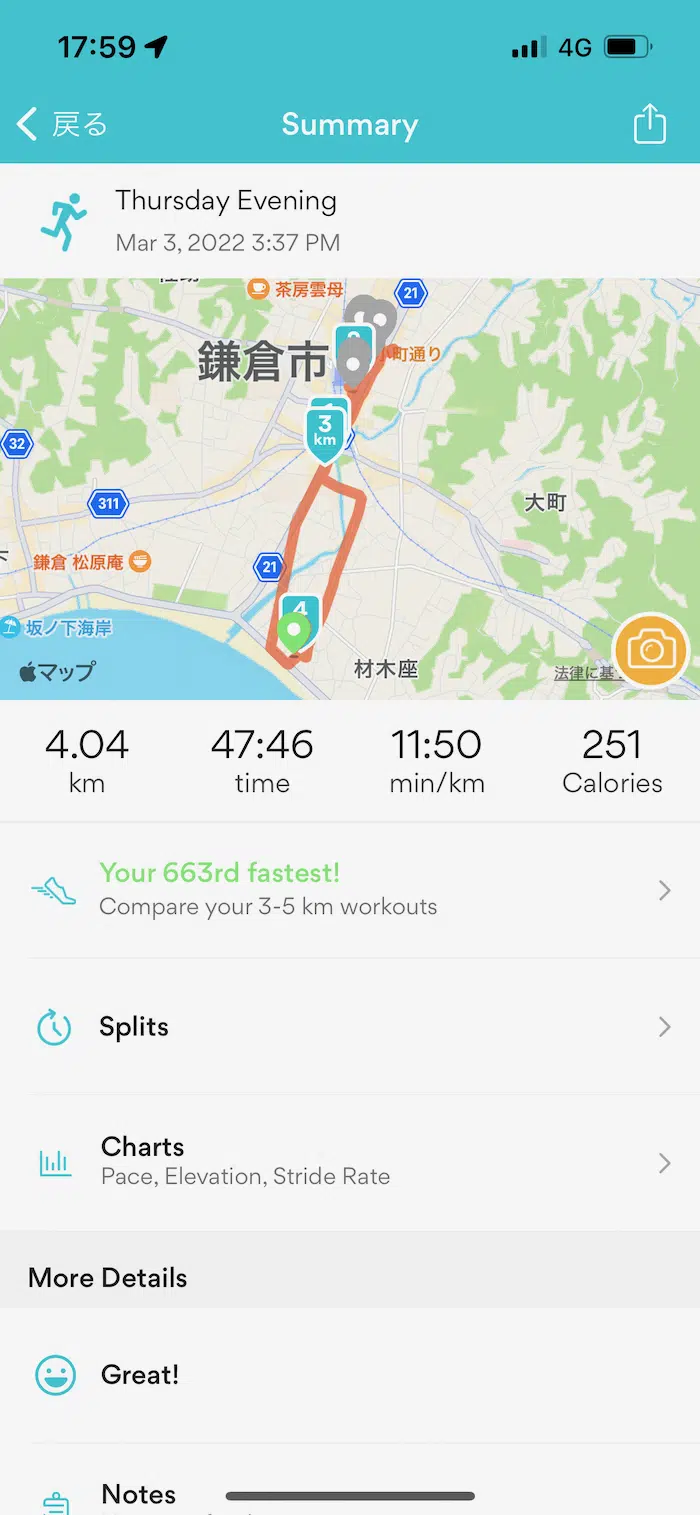 17:59
4G
戻る
Summary
Thursday Evening
Mar 3, 2022 3:37 PM
茶房雲母
21
鎌倉市
小町通り
3
km
32
311
大町
鎌倉 松原庵
21
4
坂ノ下海岸
マップ
材木座
法律に基
4.04
47:46
11:50
251
km
time
min/km
Calories
Your 663rd fastest!
Compare your 3-5 km workouts
Splits
Charts
Pace, Elevation, Stride Rate
More Details
Great!
Notes